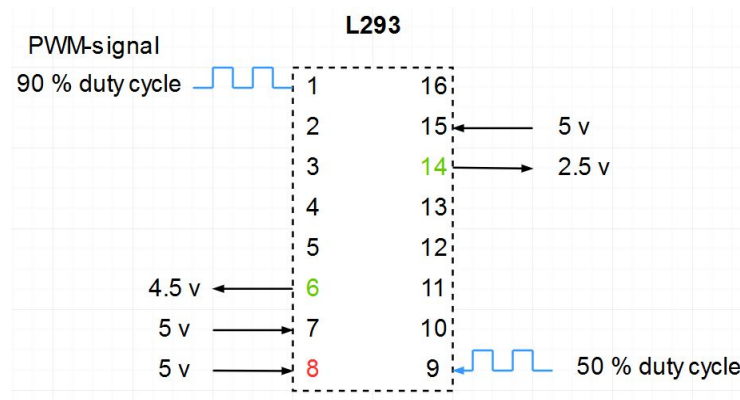 L293
PWM-signal
90 % duty cycle
1 16
2 15 5 v
3 14 2.5 v
4 13
5 12
4.5 v 6 11
5 v 7 10
5 v 8 9 50 % duty cycle